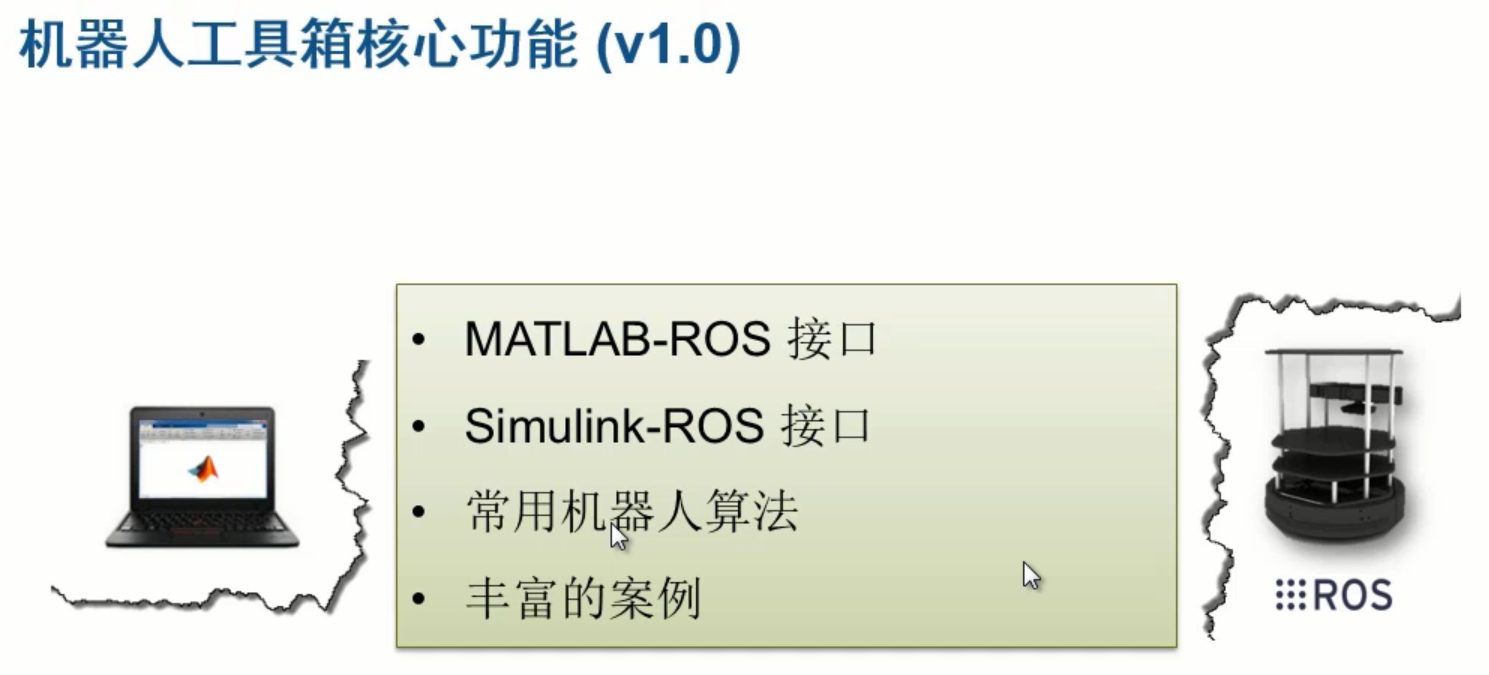 机器人工具箱核心功能 (v1.0)
• MATLAB-ROS 接口
• Simulink-ROS 接口
• 常用机器人算法
• 丰富的案例
ROS